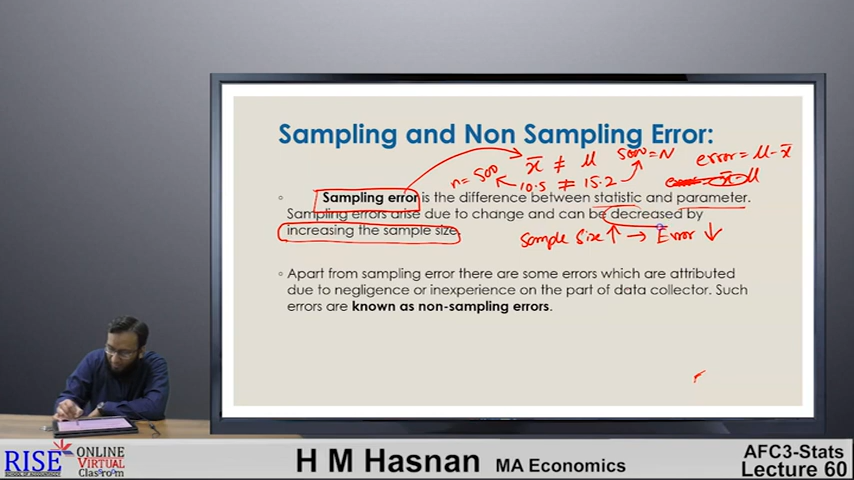 Sampling and Non Sampling Error:
n = 500 x̄ ≠ μ 5000 = N error = μ - x̄
10.5 ≠ 15.2
Sampling error is the difference between statistic and parameter.
Sampling errors arise due to change and can be decreased by
increasing the sample size.
Sample Size ↑ → Error ↓
Apart from sampling error there are some errors which are attributed
due to negligence or inexperience on the part of data collector. Such
errors are known as non-sampling errors.
RISE
SCHOOL OF ACCOUNTANCY
ONLINE
VIRTUAL
Classroom
H M Hasnan MA Economics
AFC3-Stats
Lecture 60